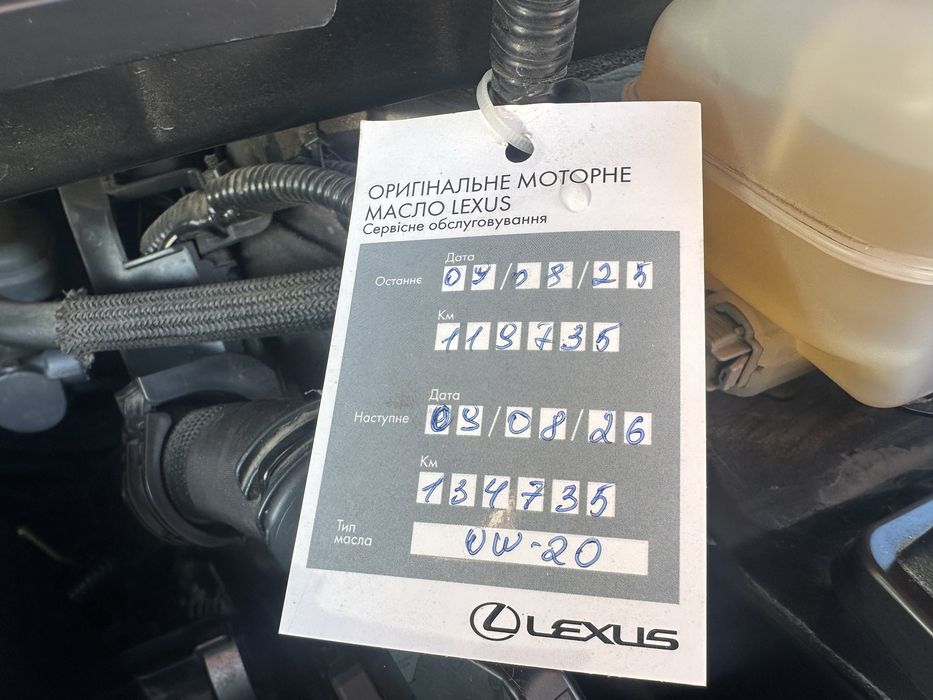 ОРИГІНАЛЬНЕ МОТОРНЕ
МАСЛО LEXUS
Сервісне обслуговування
Дата
Останнє 04/08/25
Км
119735
Дата
Наступне 04/08/26
Км
134735
Тип
масла
0W-20
LEXUS